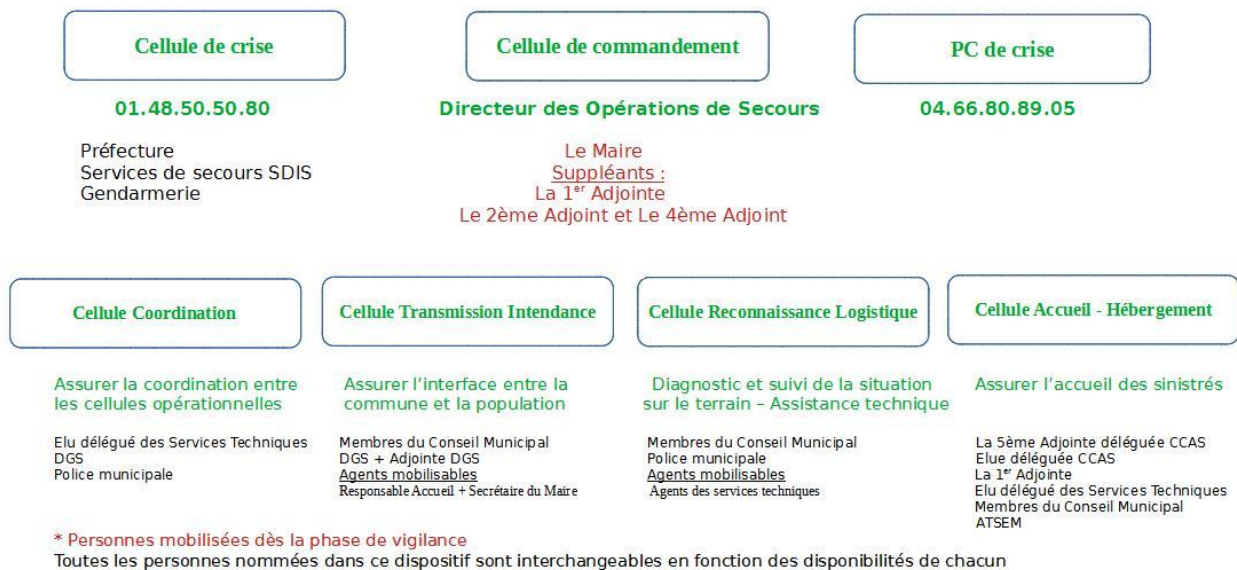 Cellule de crise
01.48.50.50.80
Préfecture
Services de secours SDIS
Gendarmerie
Cellule de commandement
Directeur des Opérations de Secours
Le Maire
Suppléants :
La 1er Adjointe
Le 2ème Adjoint et Le 4ème Adjoint
PC de crise
04.66.80.89.05
Cellule Coordination
Assurer la coordination entre
les cellules opérationnelles
Elu délégué des Services Techniques
DGS
Police municipale
Cellule Transmission Intendance
Assurer l'interface entre la
commune et la population
Membres du Conseil Municipal
DGS + Adjointe DGS
Agents mobilisables
Responsable Accueil + Secrétaire du Maire
Cellule Reconnaissance Logistique
Diagnostic et suivi de la situation
sur le terrain – Assistance technique
Membres du Conseil Municipal
Police municipale
Agents mobilisables
Agents des services techniques
Cellule Accueil - Hébergement
Assurer l'accueil des sinistrés
La 5ème Adjointe déléguée CCAS
Elue déléguée CCAS
La 1er Adjointe
Elu délégué des Services Techniques
Membres du Conseil Municipal
ATSEM
* Personnes mobilisées dès la phase de vigilance
Toutes les personnes nommées dans ce dispositif sont interchangeables en fonction des disponibilités de chacun